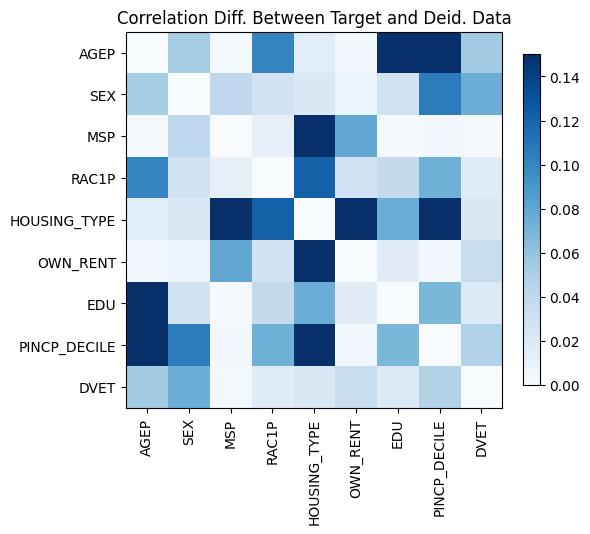 Correlation Diff. Between Target and Deid. Data
AGEP
SEX
MSP
RAC1P
HOUSING_TYPE
OWN_RENT
EDU
PINCP_DECILE
DVET
AGEP
SEX
MSP
RAC1P
HOUSING_TYPE
OWN_RENT
EDU
PINCP_DECILE
DVET
0.14
0.12
0.10
0.08
0.06
0.04
0.02
0.00